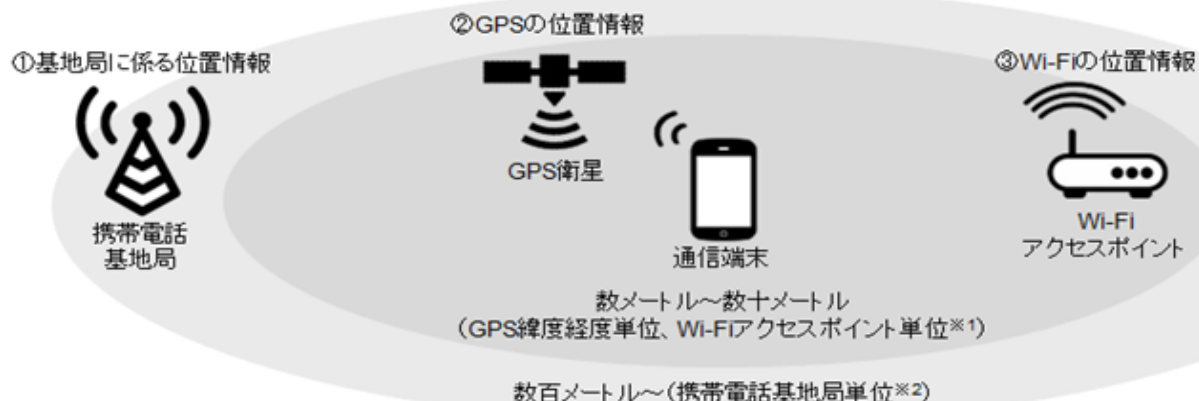 ②GPSの位置情報
①基地局に係る位置情報
③Wi-Fiの位置情報
GPS衛星
携帯電話
基地局
通信端末
Wi-Fi
アクセスポイント
数メートル～数十メートル
（GPS緯度経度単位、Wi-Fiアクセスポイント単位※1）
数百メートル～（携帯電話基地局単位※2）